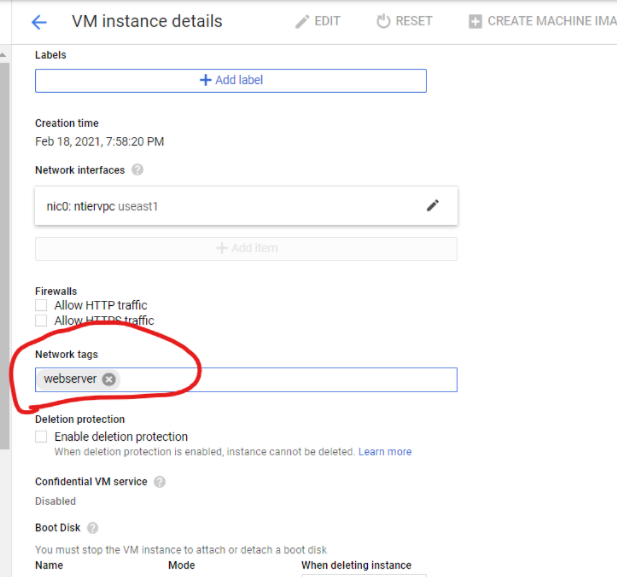 VM instance details EDIT RESET CREATE MACHINE IMA
Labels
Add label
Creation time
Feb 18, 2021, 7:58:20 PM
Network interfaces
nic0: ntiervpc useast1
Add item
Firewalls
Allow HTTP traffic
Allow HTTPS traffic
Network tags
webserver
Deletion protection
Enable deletion protection
When deletion protection is enabled, instance cannot be deleted. Learn more
Confidential VM service
Disabled
Boot Disk
You must stop the VM instance to attach or detach a boot disk
Name Mode When deleting instance